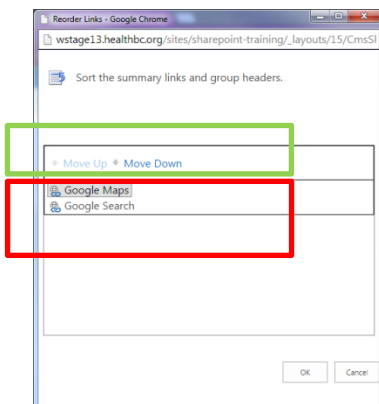 Reorder Links - Google Chrome
wstage13.healthbc.org/sites/sharepoint-training/_layouts/15/CmsSl
Sort the summary links and group headers.
Move Up Move Down
Google Maps
Google Search
OK Cancel